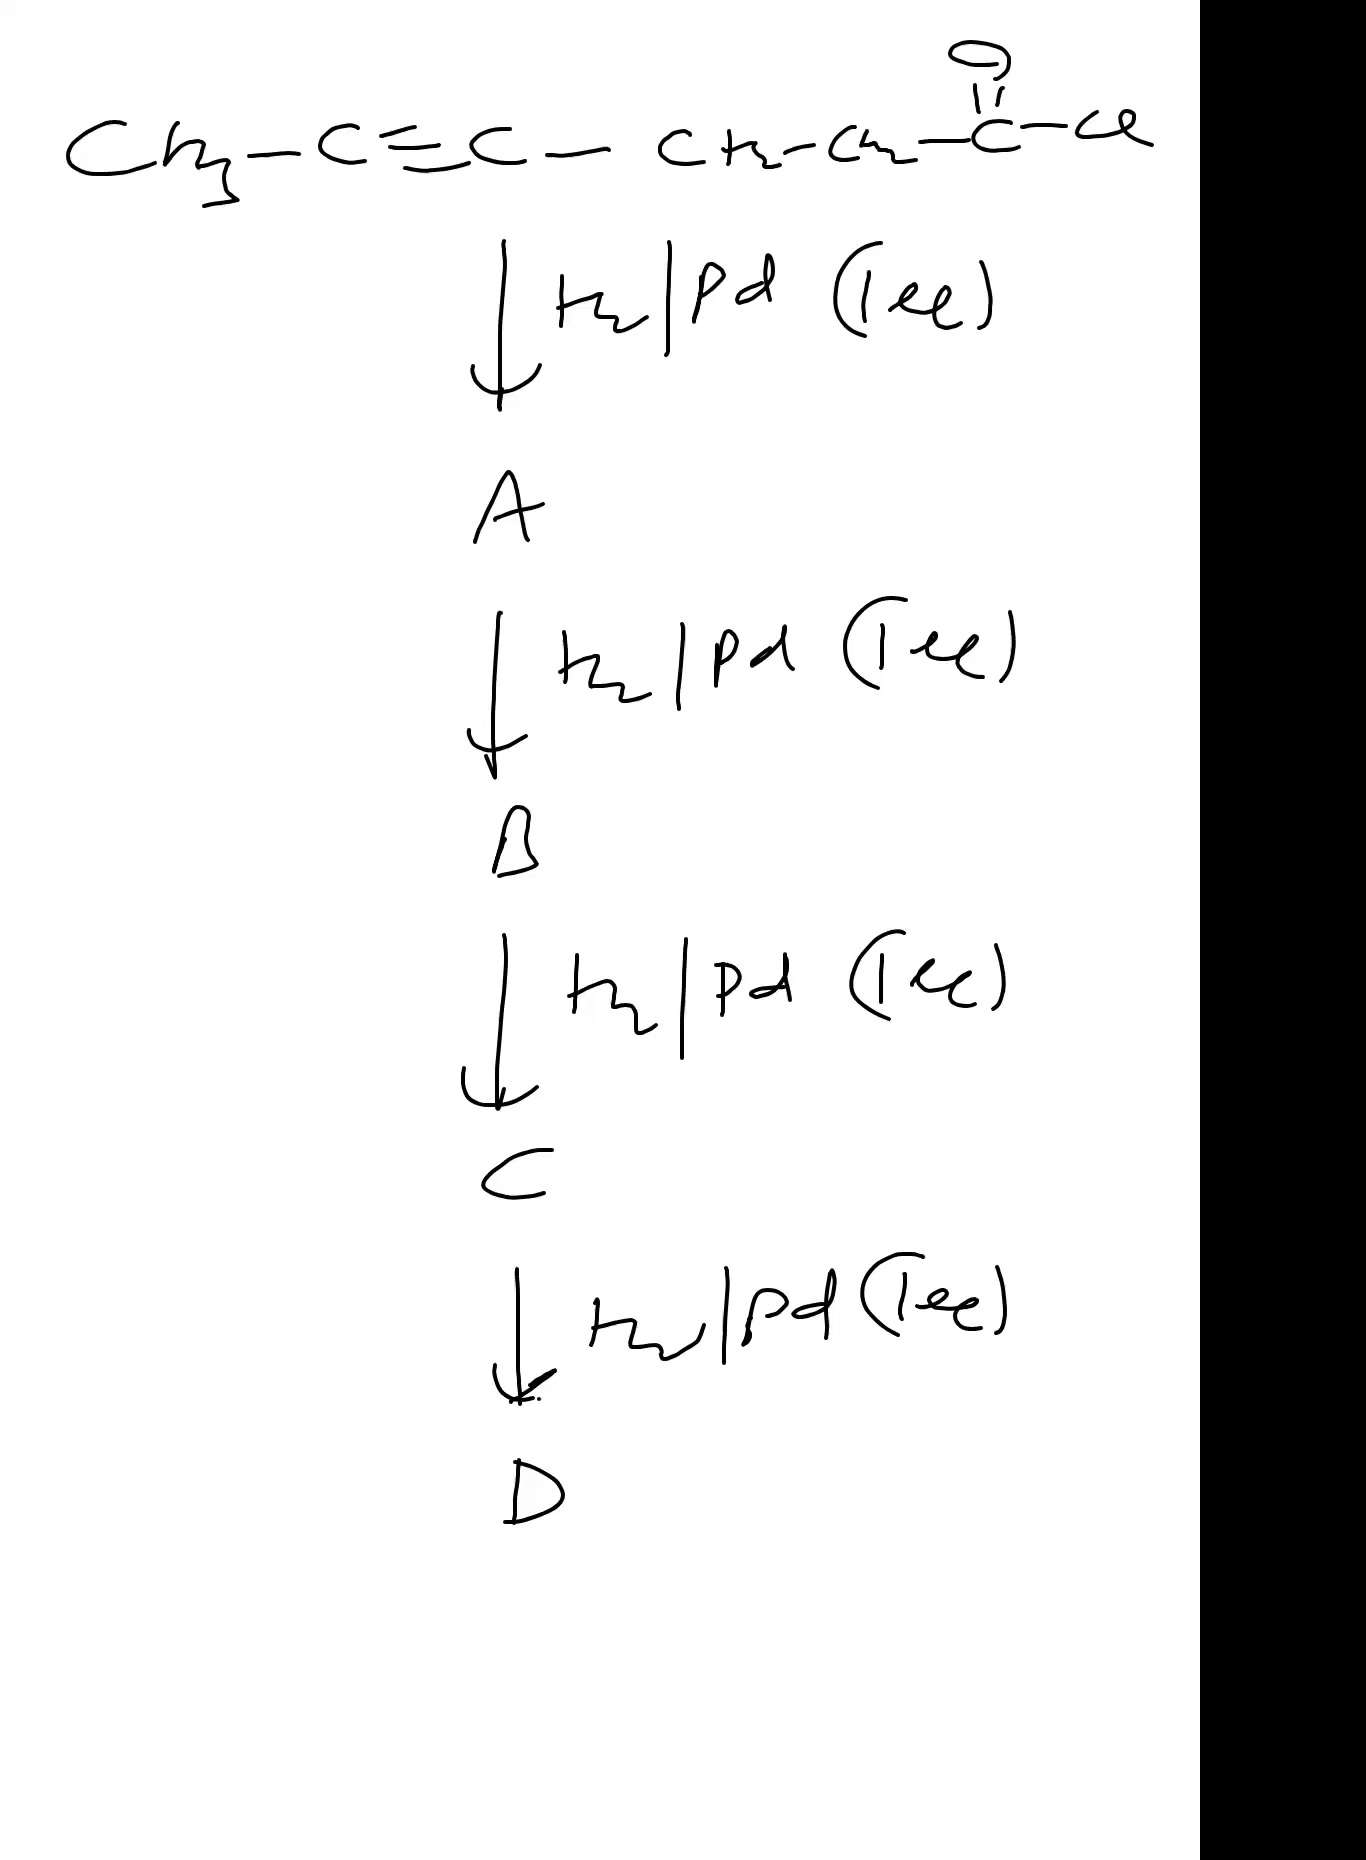 O
CH3-C≡C-CH2-CH2-C-Cl
H2/Pd (1eq)
A
H2/Pd (1eq)
B
H2/Pd (1eq)
C
H2/Pd (1eq)
D